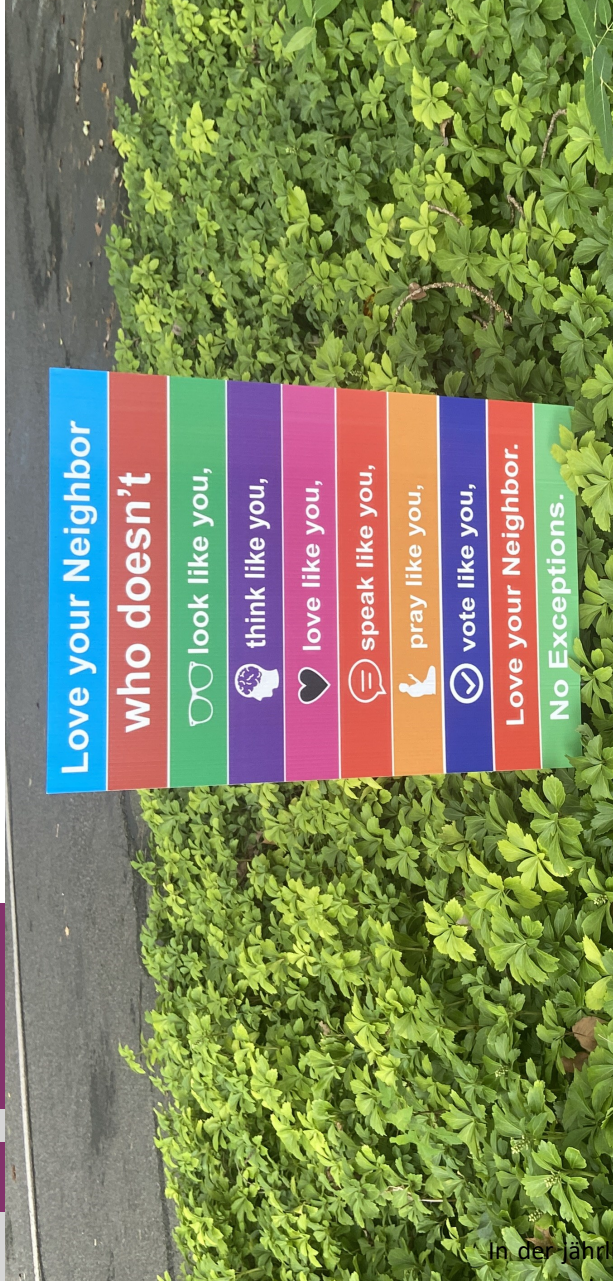 Love your Neighbor
who doesn't
look like you,
think like you,
love like you,
speak like you,
pray like you,
vote like you,
Love your Neighbor.
No Exceptions.
In der jährl